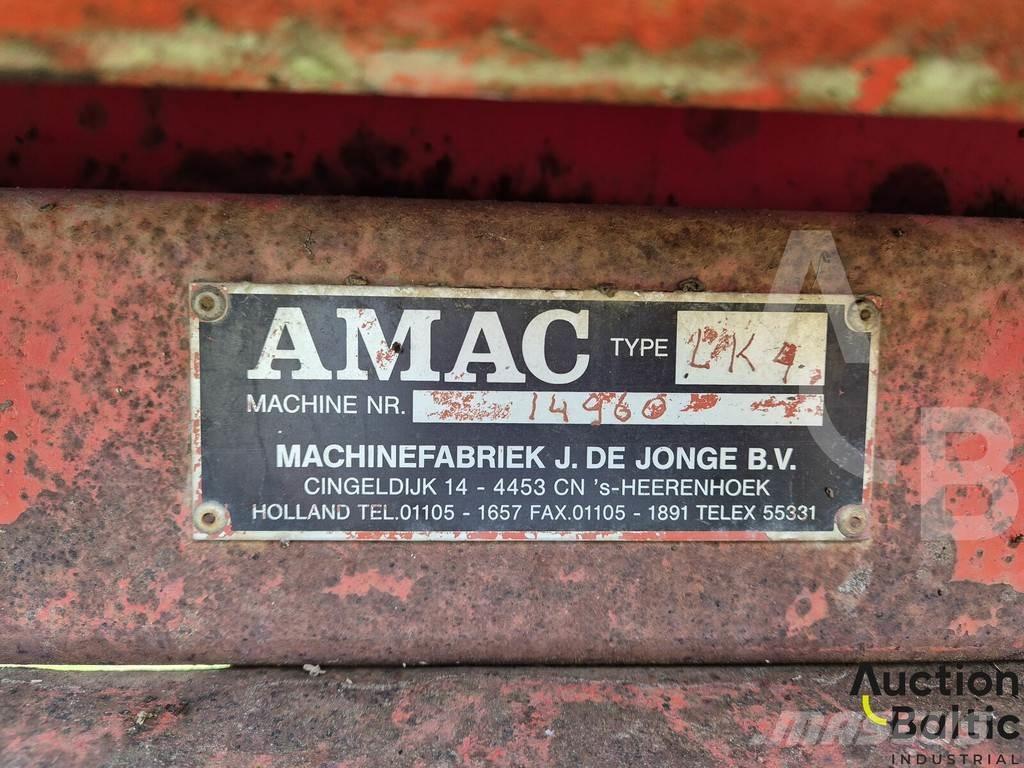 AMAC TYPE LK4
MACHINE NR. 14960
MACHINEFABRIEK J. DE JONGE B.V.
CINGELDIJK 14 - 4453 CN 's-HEERENHOEK
HOLLAND TEL.01105 - 1657 FAX.01105 - 1891 TELEX 55331
A
B
Auction
Baltic
INDUSTRIAL